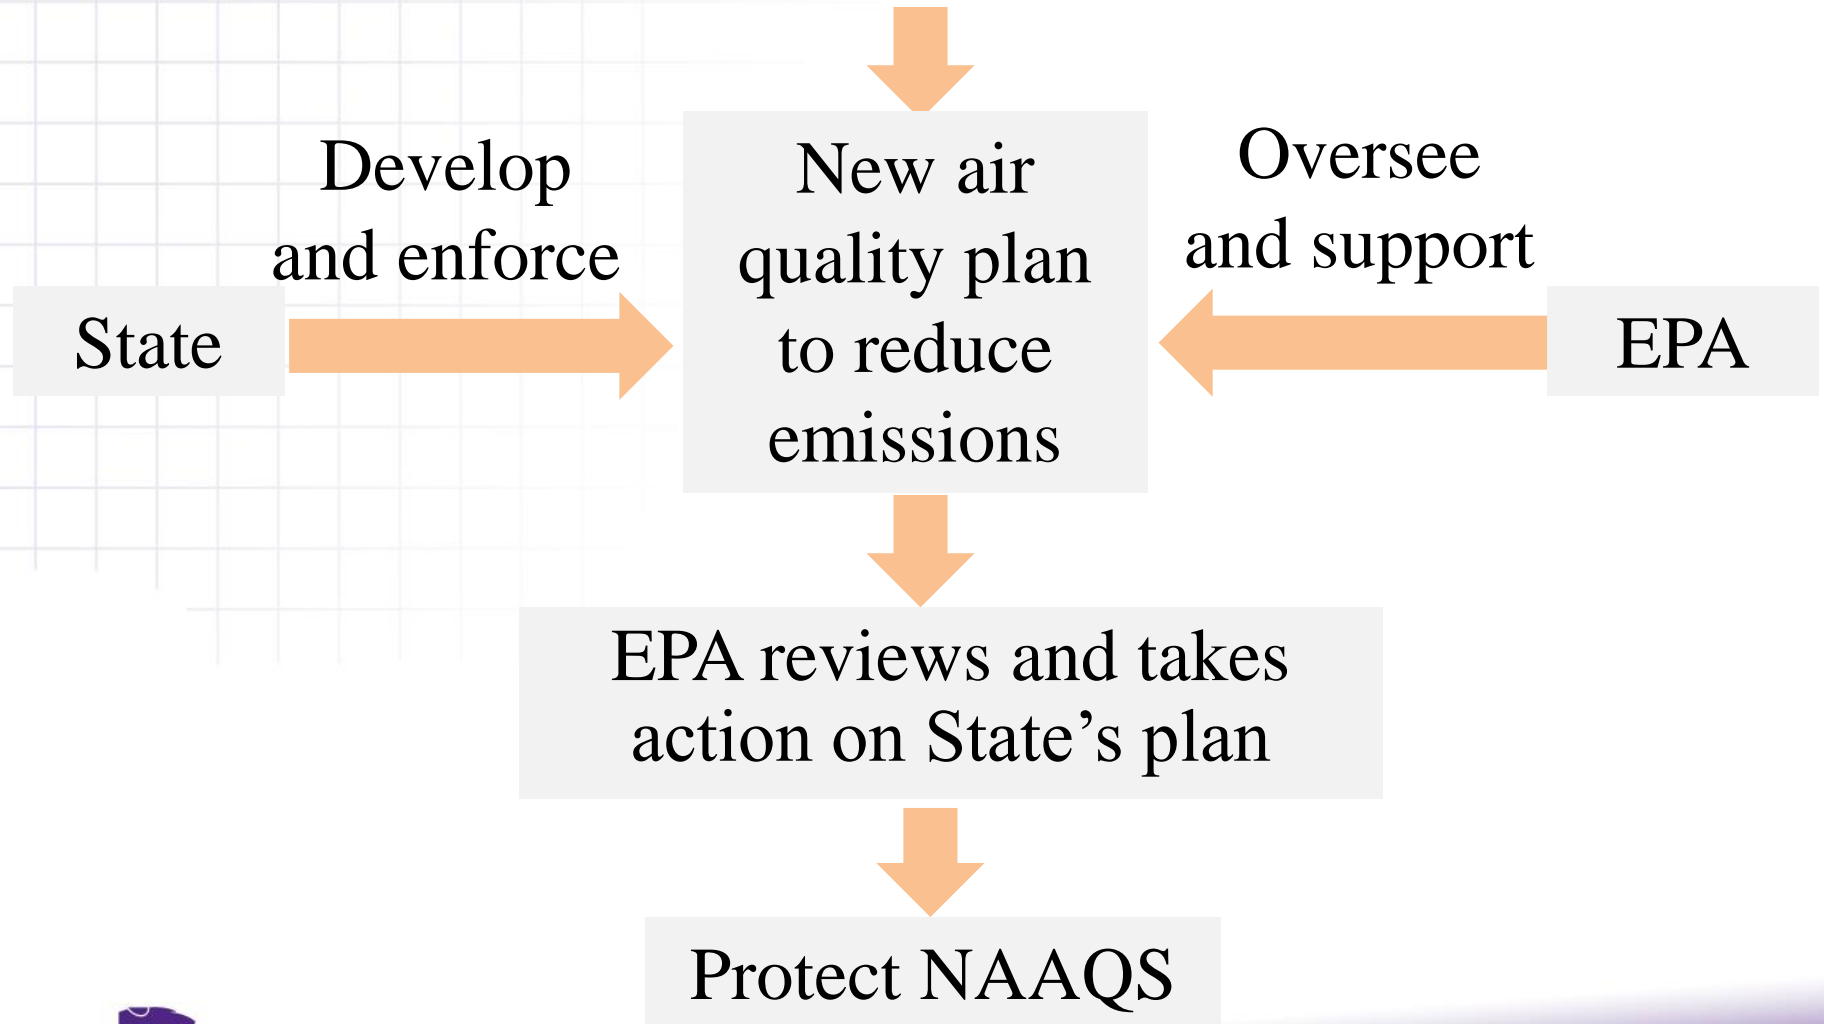 Develop
and enforce
New air
quality plan
to reduce
emissions
Oversee
and support
State
EPA
EPA reviews and takes
action on State’s plan
Protect NAAQS